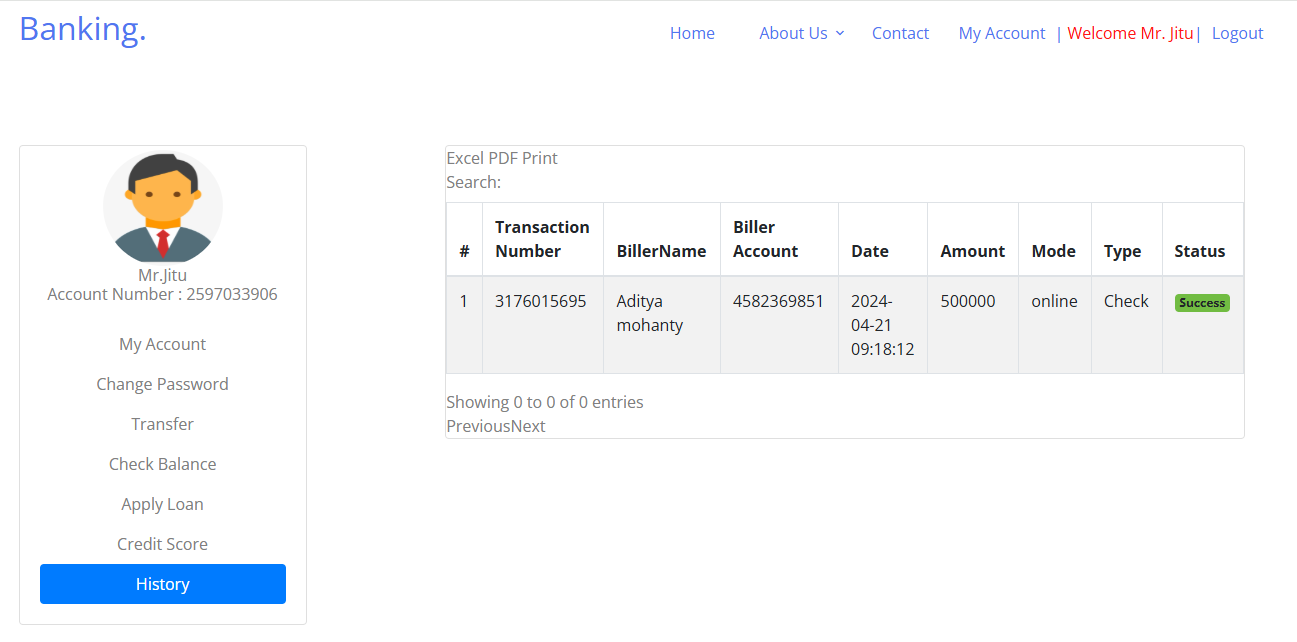 Banking.
Home About Us Contact My Account | Welcome Mr. Jitu| Logout
Mr.Jitu
Account Number : 2597033906
My Account
Change Password
Transfer
Check Balance
Apply Loan
Credit Score
History
Excel PDF Print
Search:
# Transaction Number BillerName Biller Account Date Amount Mode Type Status
1 3176015695 Aditya mohanty 4582369851 2024-04-21 09:18:12 500000 online Check Success
Showing 0 to 0 of 0 entries
PreviousNext